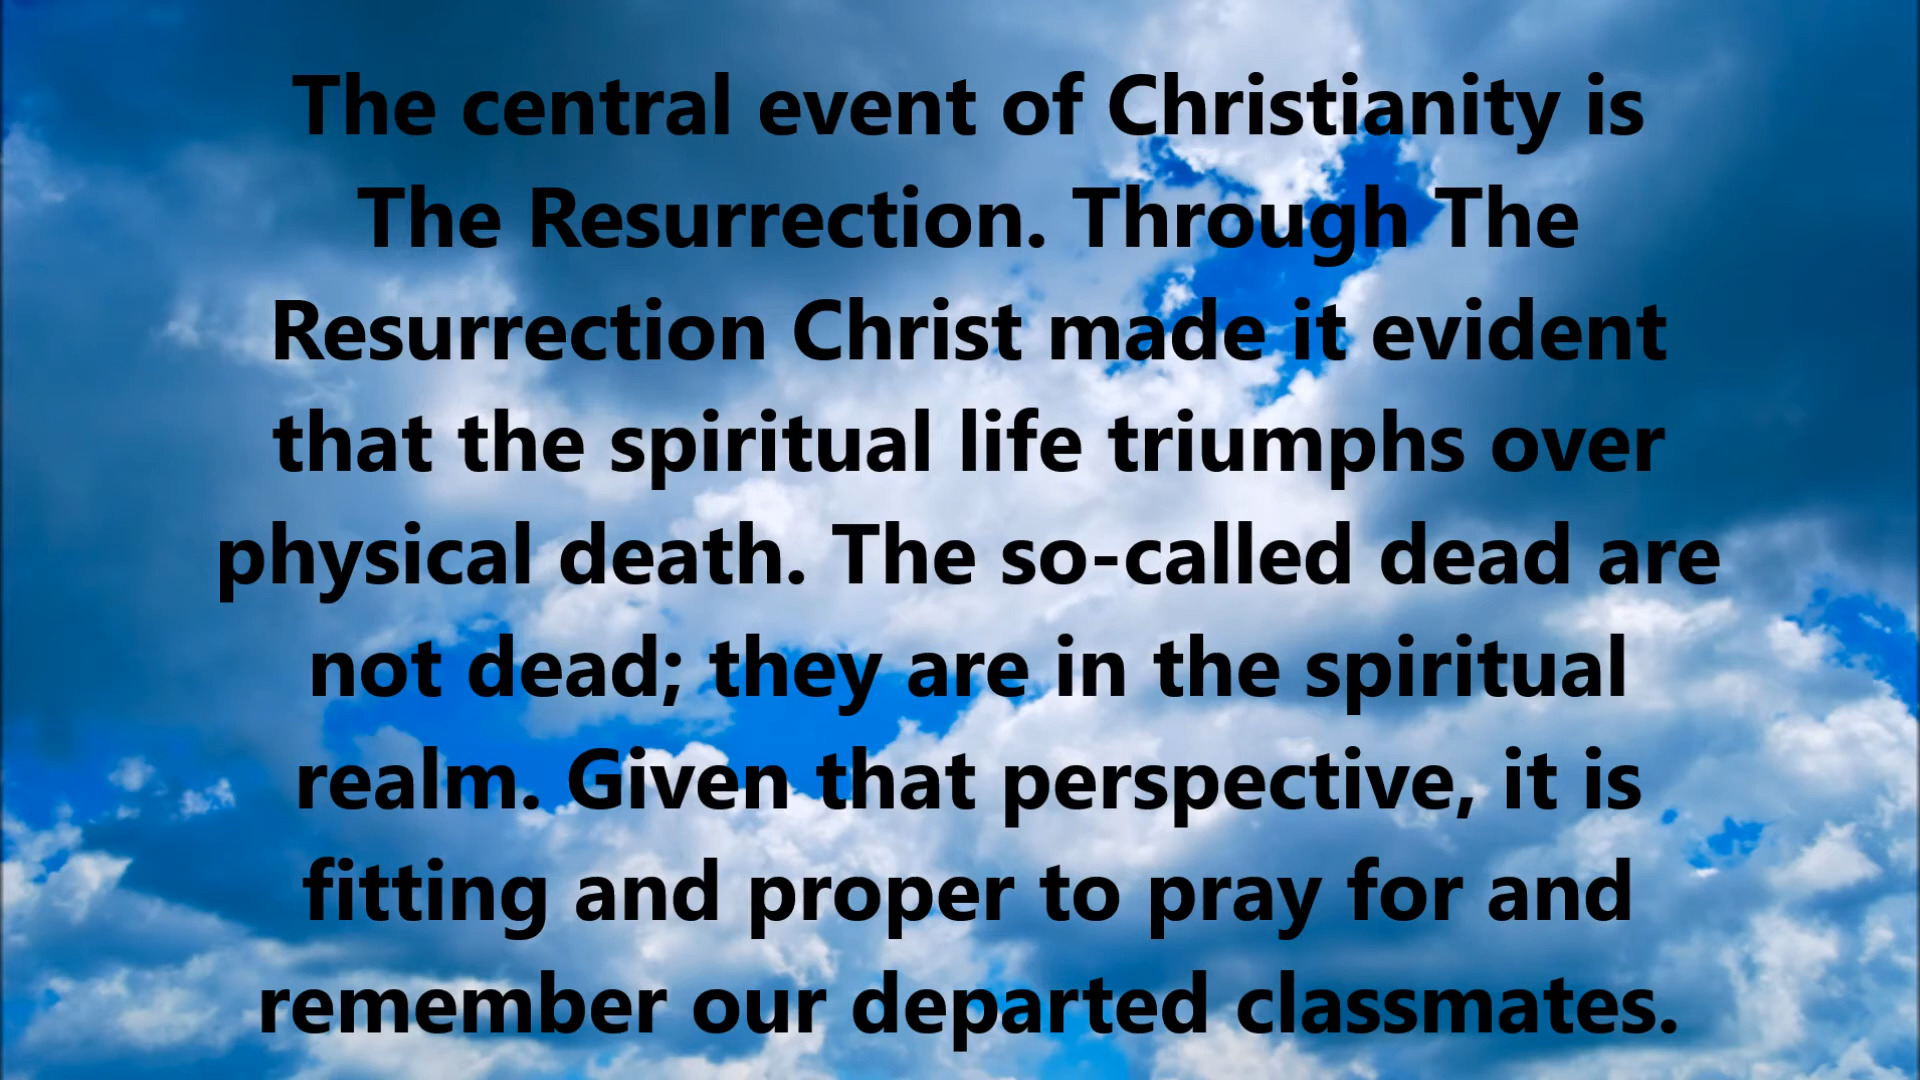 The central event of Christianity is
The Resurrection. Through The
Resurrection Christ made it evident
that the spiritual life triumphs over
physical death. The so-called dead are
not dead; they are in the spiritual
realm. Given that perspective, it is
fitting and proper to pray for and
remember our departed classmates.